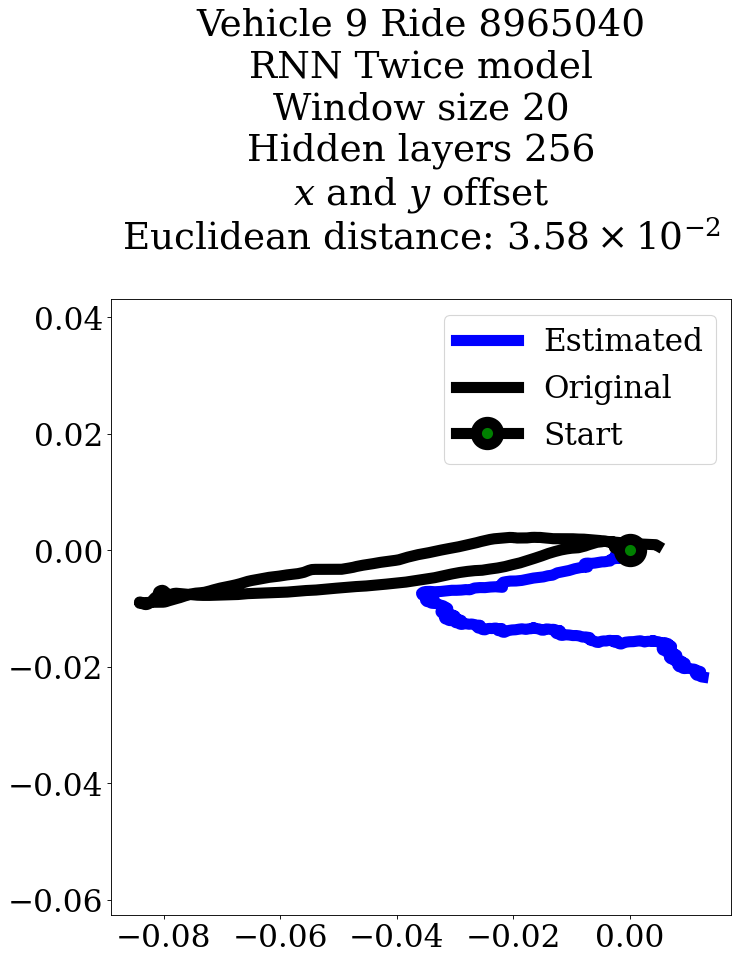 Vehicle 9 Ride 8965040
RNN Twice model
Window size 20
Hidden layers 256
x and y offset
Euclidean distance: 3.58 × 10⁻²
Estimated
Original
Start
0.04
0.02
0.00
−0.02
−0.04
−0.06
−0.08 −0.06 −0.04 −0.02 0.00